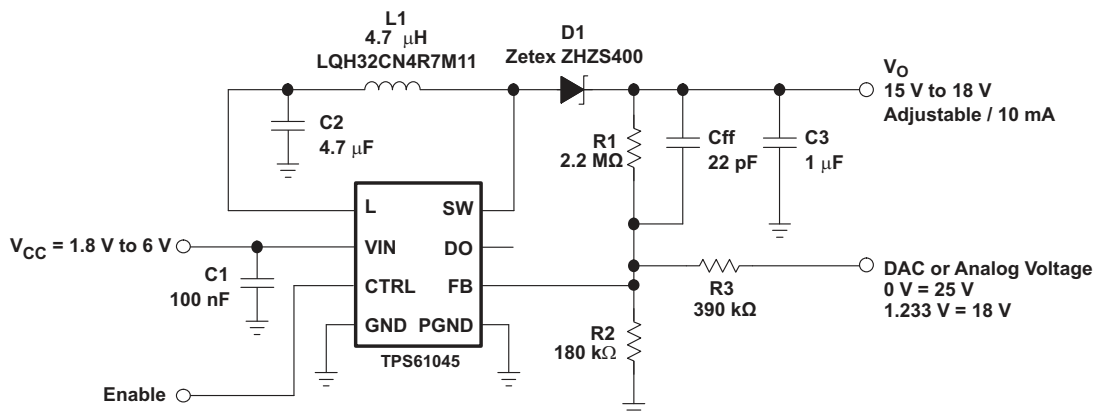 L1
4.7 μH
LQH32CN4R7M11
D1
Zetex ZHZS400
VO
15 V to 18 V
Adjustable / 10 mA
C2
4.7 μF
R1
2.2 MΩ
Cff
22 pF
C3
1 μF
L
SW
VCC = 1.8 V to 6 V
VIN
DO
C1
100 nF
CTRL
FB
R3
390 kΩ
DAC or Analog Voltage
0 V = 25 V
1.233 V = 18 V
GND
PGND
R2
180 kΩ
TPS61045
Enable